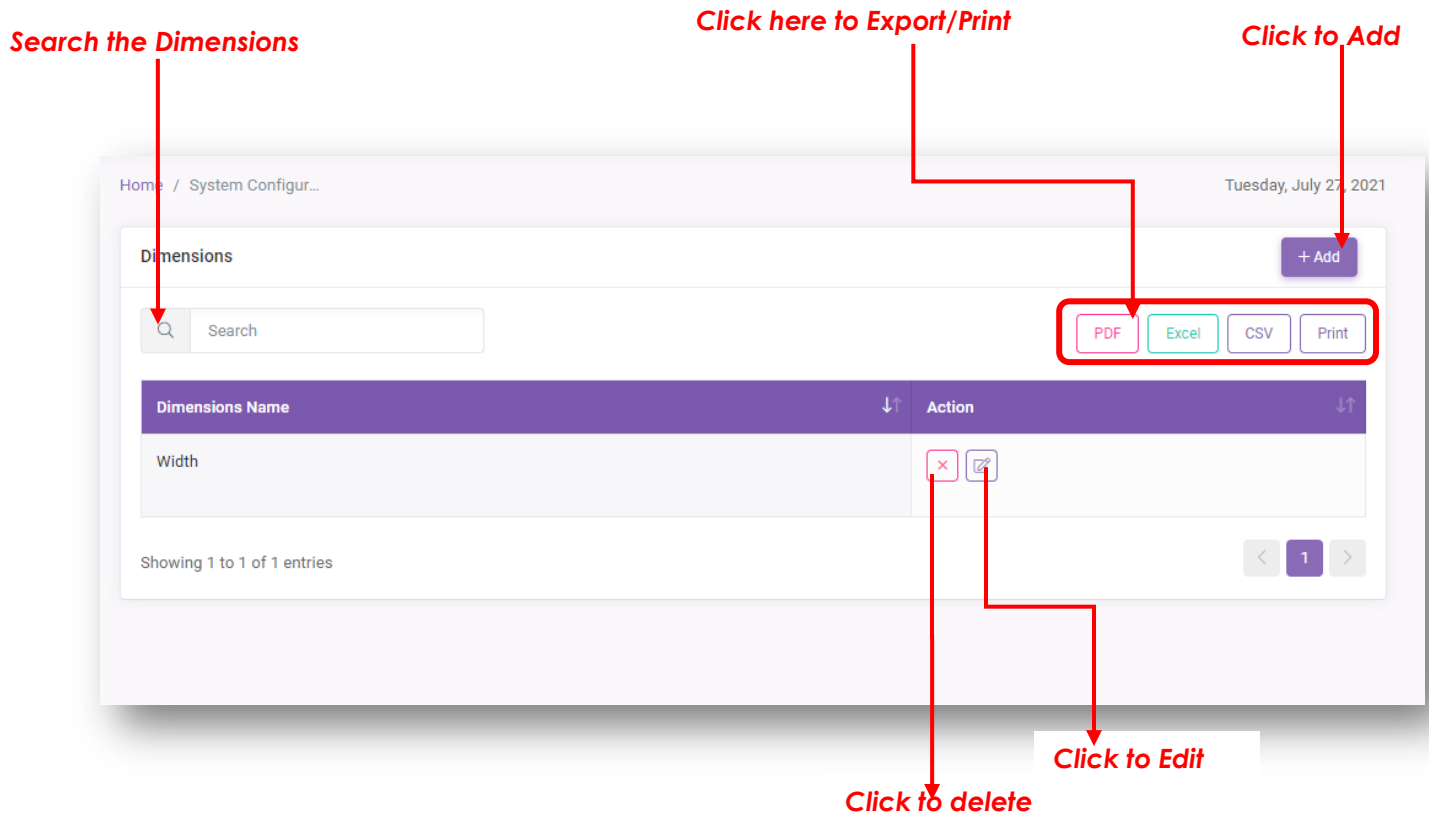 Click here to Export/Print
Search the Dimensions
Click to Add
Home / System Configur...
Tuesday, July 27, 2021
Dimensions
+ Add
Search
PDF Excel CSV Print
Dimensions Name
Action
Width
Showing 1 to 1 of 1 entries
1
Click to Edit
Click to delete